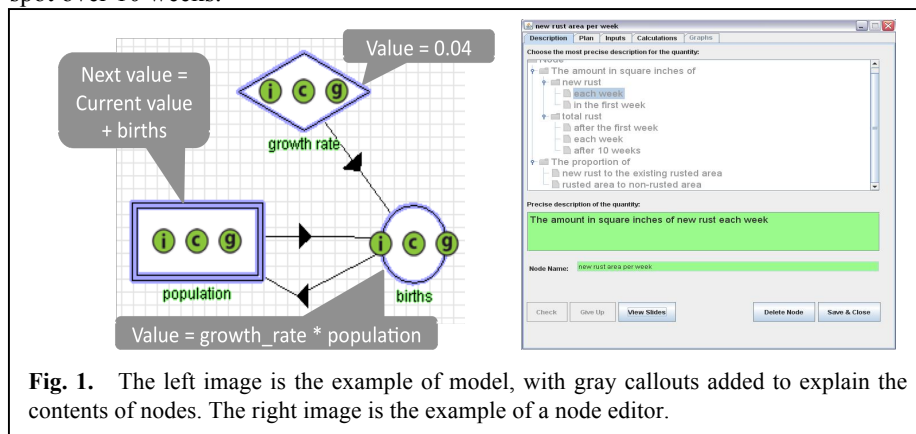 spot over 10 weeks.
Value = 0.04
Next value =
Current value
+ births
i c g
growth rate
i c g
population
i c g
births
Value = growth_rate * population
new rust area per week
Description Plan Inputs Calculations Graphs
Choose the most precise description for the quantity:
Node
The amount in square inches of
new rust
each week
in the first week
total rust
after the first week
each week
after 10 weeks
The proportion of
new rust to the existing rusted area
rusted area to non-rusted area
Precise description of the quantity:
The amount in square inches of new rust each week
Node Name: new rust area per week
Check Give Up View Slides Delete Node Save & Close
Fig. 1. The left image is the example of model, with gray callouts added to explain the
contents of nodes. The right image is the example of a node editor.